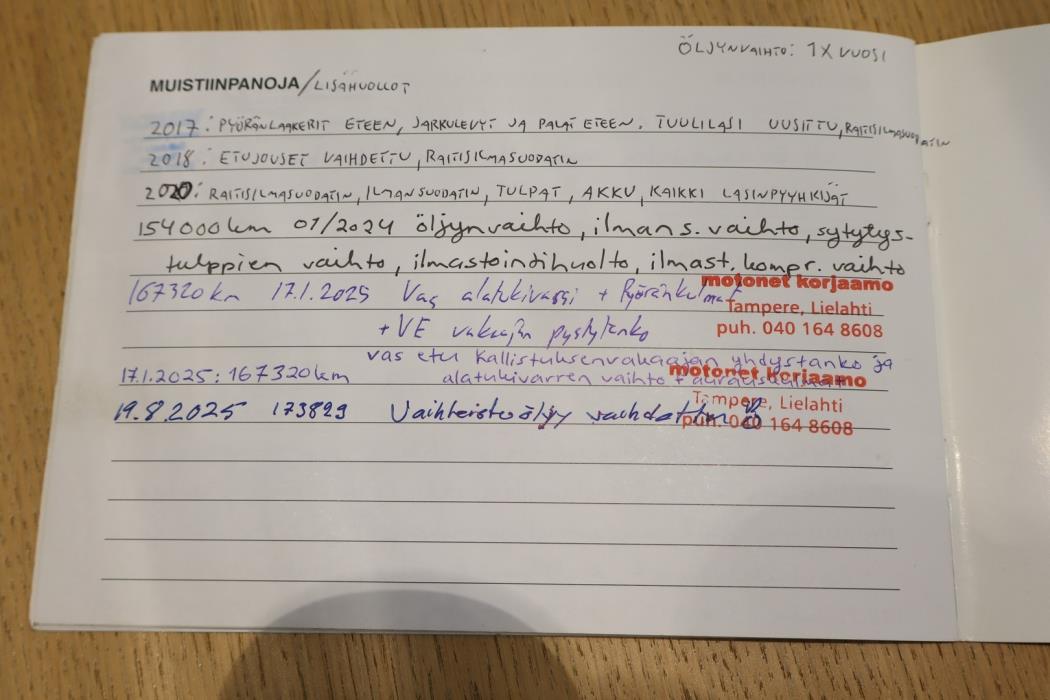 ÖLJYNVAIHTO: 1X VUOSI
MUISTIINPANOJA/LISÄHUOLLOT
2017: PYÖRÄNLAAKERIT ETEEN, JARRULEVYT JA PALAT ETEEN. TUULILASI UUSITTU, RAITISILMASUODATIN
2018: ETUJOUSET VAIHDETTU, RAITISILMASUODATIN
2020: RAITISILMASUODATIN, ILMANSUODATIN, TULPAT, AKKU, KAIKKI LASINPYYHKIJÄT
154000 km 01/2024 öljynvaihto, ilmans. vaihto, sytytys-
tulppien vaihto, ilmastointihuolto, ilmast. kompr. vaihto
167320 km 17.1.2025 Vas alatukivarsi + Pyöränkulmat
motonet korjaamo
Tampere, Lielahti
puh. 040 164 8608
+VE vakaajan pystytanko
vas etu kallistuksenvakaajan yhdystanko ja
17.1.2025: 167320km alatukivarren vaihto +
motonet korjaamo
Tampere, Lielahti
puh. 040 164 8608
19.8.2025 173829 Vaihteistoöljy vaihdettu